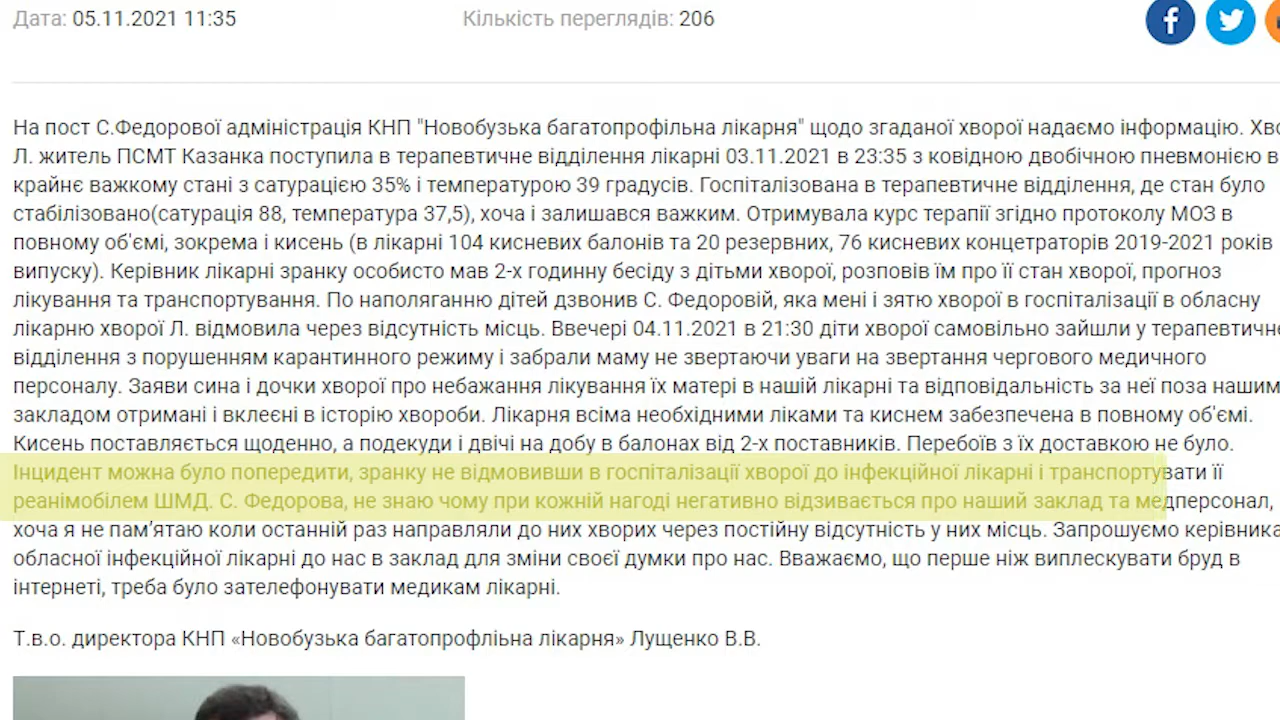 Дата: 05.11.2021 11:35 Кількість переглядів: 206
На пост С.Федорової адміністрація КНП "Новобузька багатопрофільна лікарня" щодо згаданої хворої надаємо інформацію.
Л. житель ПСМТ Казанка поступила в терапевтичне відділення лікарні 03.11.2021 в 23:35 з ковідною двобічною пневмонією в
крайнє важкому стані з сатурацією 35% і температурою 39 градусів. Госпіталізована в терапевтичне відділення, де стан було
стабілізовано(сатурація 88, температура 37,5), хоча і залишався важким. Отримувала курс терапії згідно протоколу МОЗ в
повному об'ємі, зокрема і кисень (в лікарні 104 кисневих балонів та 20 резервних, 76 кисневих концетраторів 2019-2021 років
випуску). Керівник лікарні зранку особисто мав 2-х годинну бесіду з дітьми хворої, розповів їм про її стан хворої, прогноз
лікування та транспортування. По наполяганню дітей дзвонив С. Федоровій, яка мені і зятю хворої в госпіталізації в обласну
лікарню хворої Л. відмовила через відсутність місць. Ввечері 04.11.2021 в 21:30 діти хворої самовільно зайшли у терапевтичне
відділення з порушенням карантинного режиму і забрали маму не звертаючи уваги на звертання чергового медичного
персоналу. Заяви сина і дочки хворої про небажання лікування їх матері в нашій лікарні та відповідальність за неї поза нашим
закладом отримані і вклеєні в історію хвороби. Лікарня всіма необхідними ліками та киснем забезпечена в повному об'ємі.
Кисень поставляється щоденно, а подекуди і двічі на добу в балонах від 2-х поставників. Перебоїв з їх доставкою не було.
Інцидент можна було попередити, зранку не відмовивши в госпіталізації хворої до інфекційної лікарні і транспортувати її
реанімобілем ШМД. С. Федорова, не знаю чому при кожній нагоді негативно відзивається про наший заклад та медперсонал,
хоча я не пам’ятаю коли останній раз направляли до них хворих через постійну відсутність у них місць. Запрошуємо керівника
обласної інфекційної лікарні до нас в заклад для зміни своєї думки про нас. Вважаємо, що перше ніж виплескувати бруд в
інтернеті, треба було зателефонувати медикам лікарні.
Т.в.о. директора КНП «Новобузька багатопрофліьна лікарня» Лущенко В.В.